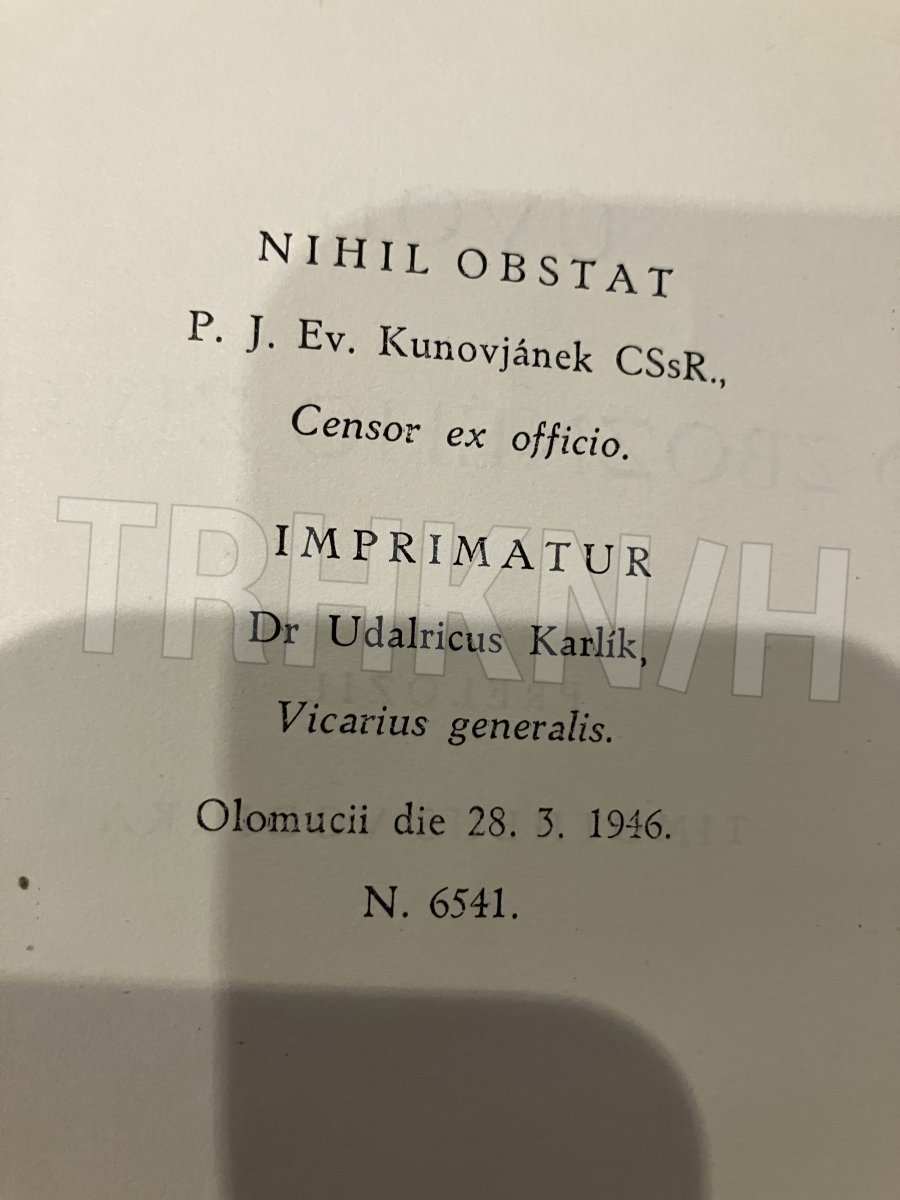 NIHIL OBSTAT
P. J. Ev. Kunovjánek CSsR.,
Censor ex officio.
IMPRIMATUR
TRHKN/H
Dr Udalricus Karlík,
Vicarius generalis.
Olomucii die 28. 3. 1946.
N. 6541.